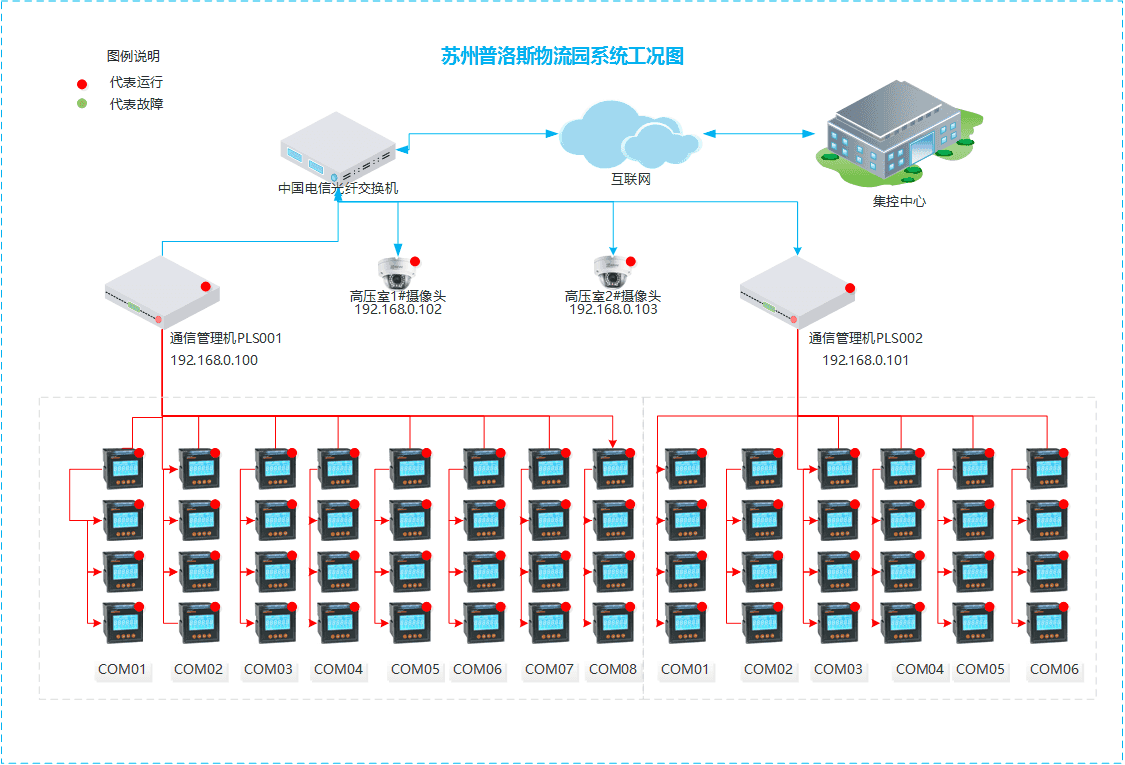 苏州普洛斯物流园系统工况图
图例说明
代表运行
代表故障
中国电信光纤交换机
互联网
集控中心
高压室1#摄像头
192.168.0.102
高压室2#摄像头
192.168.0.103
通信管理机PLS001
192.168.0.100
通信管理机PLS002
192.168.0.101
COM01
COM02
COM03
COM04
COM05
COM06
COM07
COM08
COM01
COM02
COM03
COM04
COM05
COM06